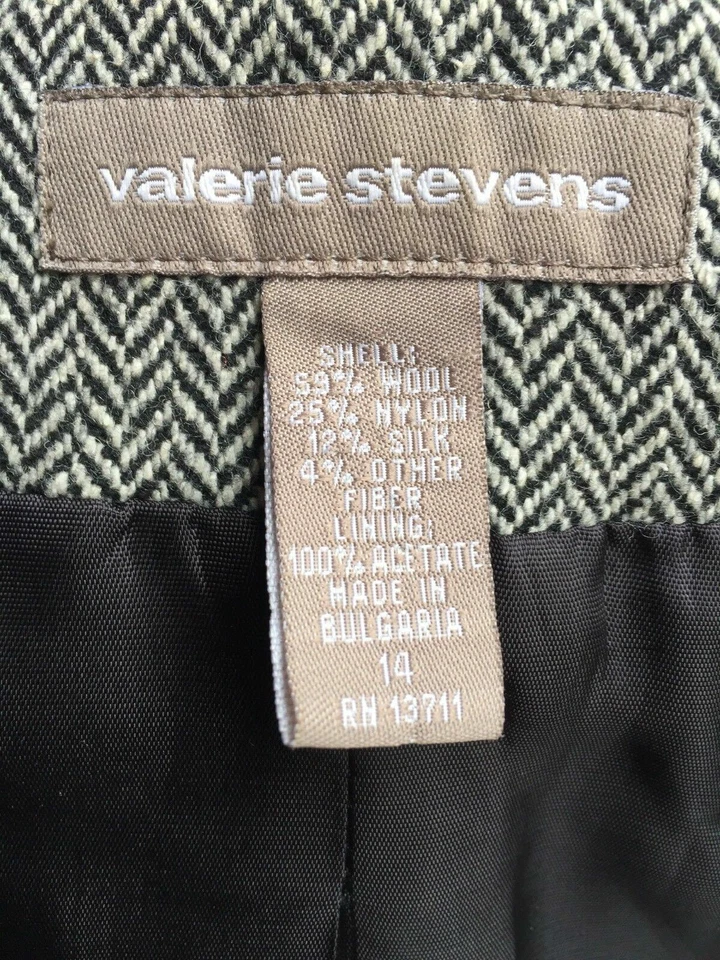 valerie stevens
SHELL:
59% WOOL
25% NYLON
12% SILK
4% OTHER
FIBER
LINING:
100% ACETATE
MADE IN
BULGARIA
14
RN 13711